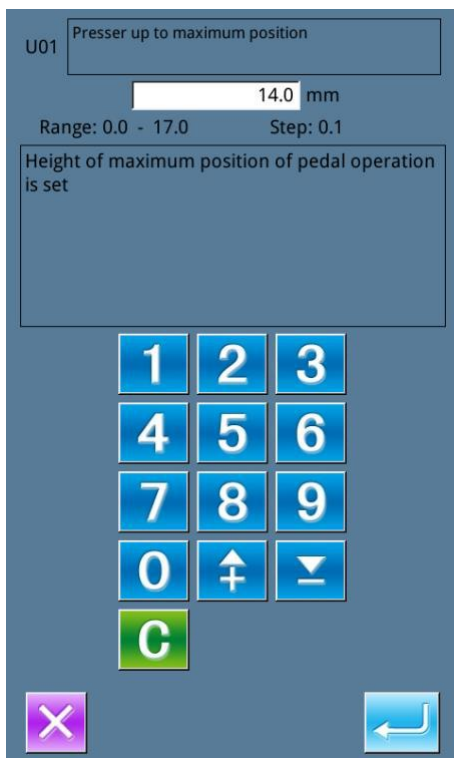 U01
Presser up to maximum position
14.0 mm
Range: 0.0 - 17.0 Step: 0.1
Height of maximum position of pedal operation
is set
1 2 3
4 5 6
7 8 9
0
C